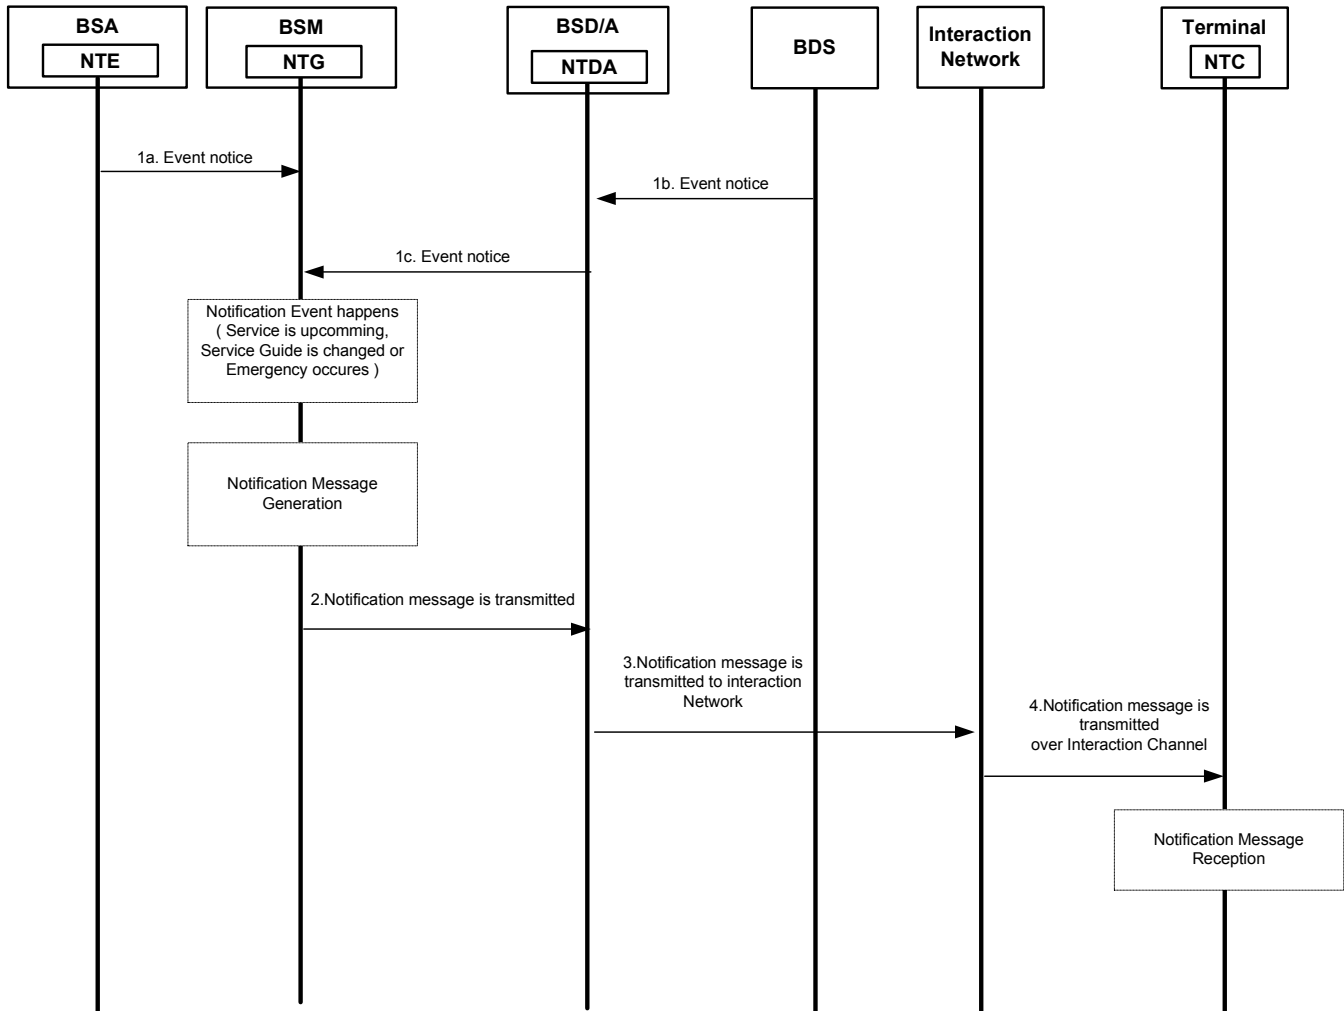 BSA
NTE
BSM
NTG
BSD/A
NTDA
BDS
Interaction
Network
Terminal
NTC
1a. Event notice
1b. Event notice
1c. Event notice
Notification Event happens
( Service is upcomming,
Service Guide is changed or
Emergency occures )
Notification Message
Generation
2.Notification message is transmitted
3.Notification message is
transmitted to interaction
Network
4.Notification message is
transmitted
over Interaction Channel
Notification Message
Reception